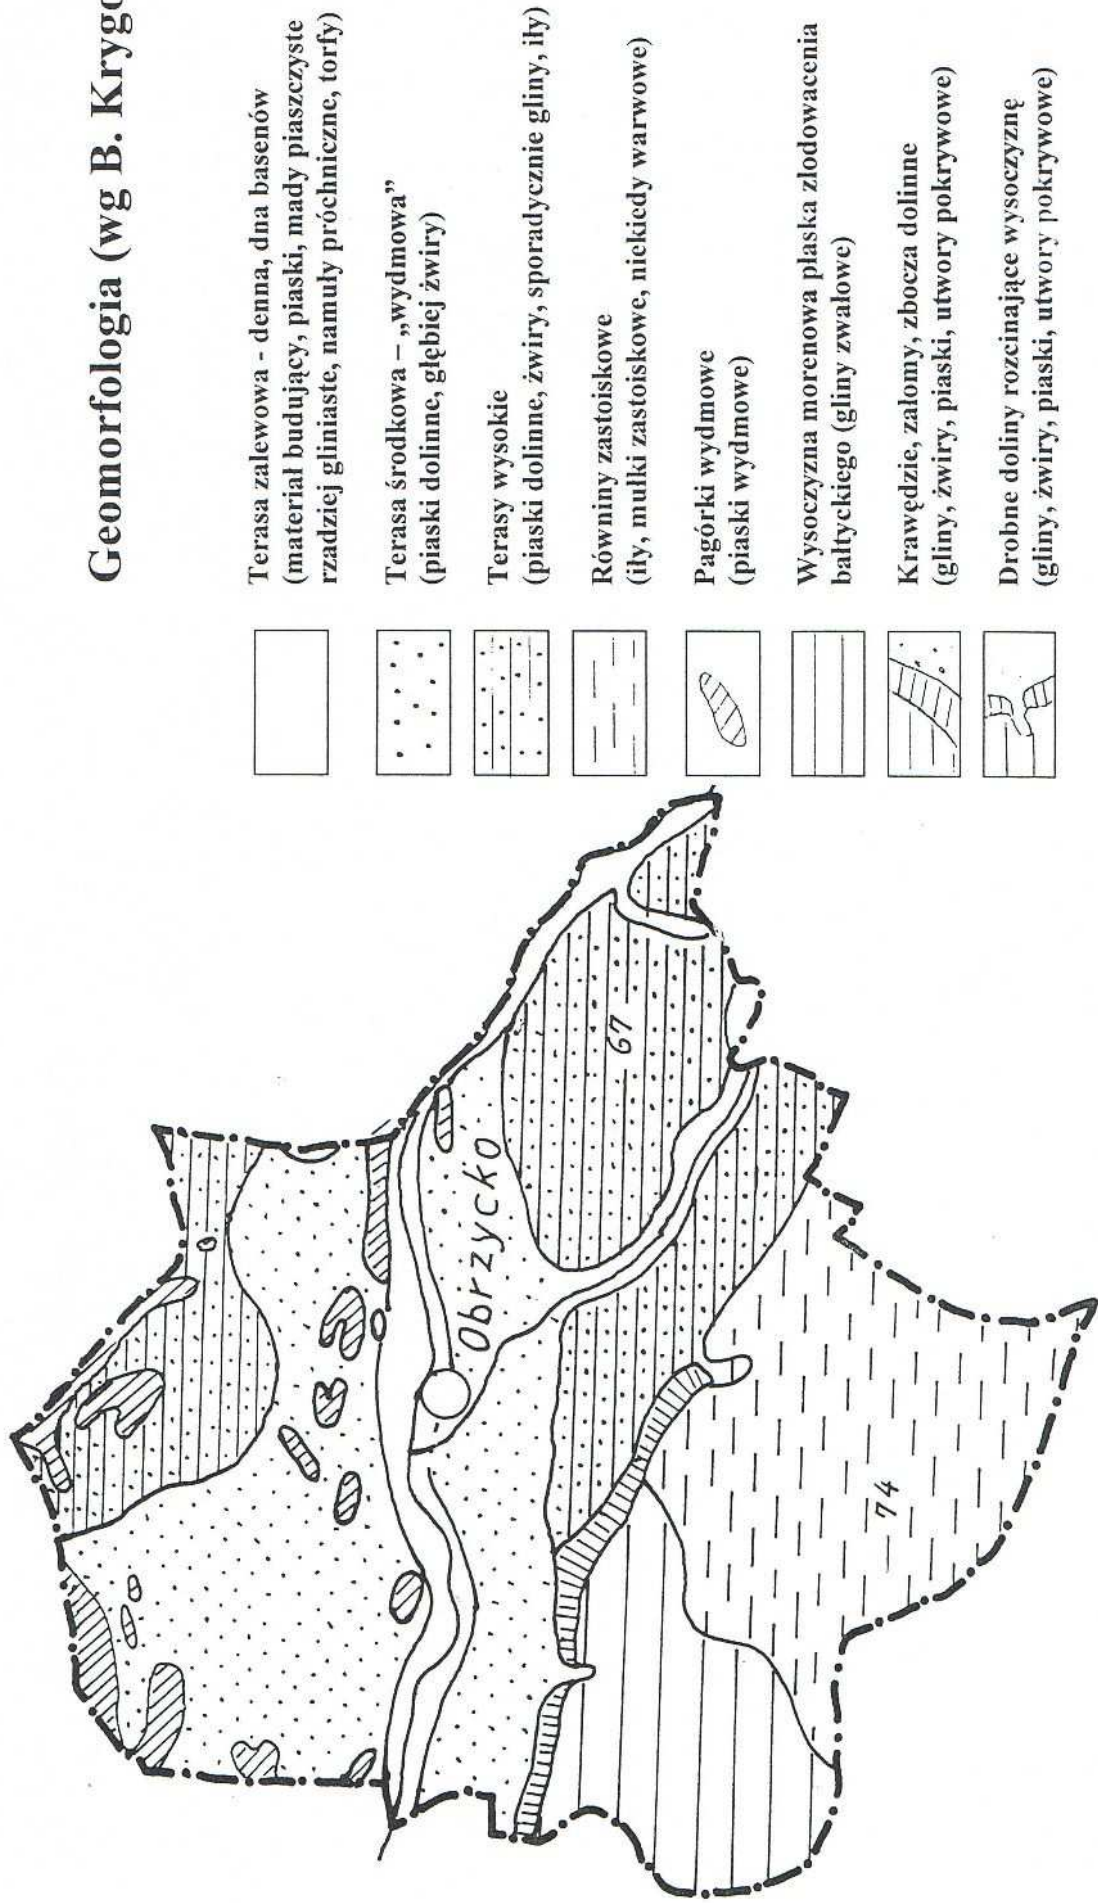 Geomorfologia (wg B. Krygo
Terasa zalewowa - denna, dna basenów
(materiał budujący, piaski, mady piaszczyste
rzadziej gliniaste, namuły próchniczne, torfy)
Terasa środkowa – „wydmowa”
(piaski dolinne, głębiej żwiry)
Terasy wysokie
(piaski dolinne, żwiry, sporadycznie gliny, iły)
Równiny zastoiskowe
(iły, mułki zastoiskowe, niekiedy warwowe)
Pagórki wydmowe
(piaski wydmowe)
Wysoczyzna morenowa płaska zlodowacenia
bałtyckiego (gliny zwałowe)
Krawędzie, załomy, zbocza dolinne
(gliny, żwiry, piaski, utwory pokrywowe)
Drobne doliny rozcinające wysoczyznę
(gliny, żwiry, piaski, utwory pokrywowe)
Obrzycko
67
74